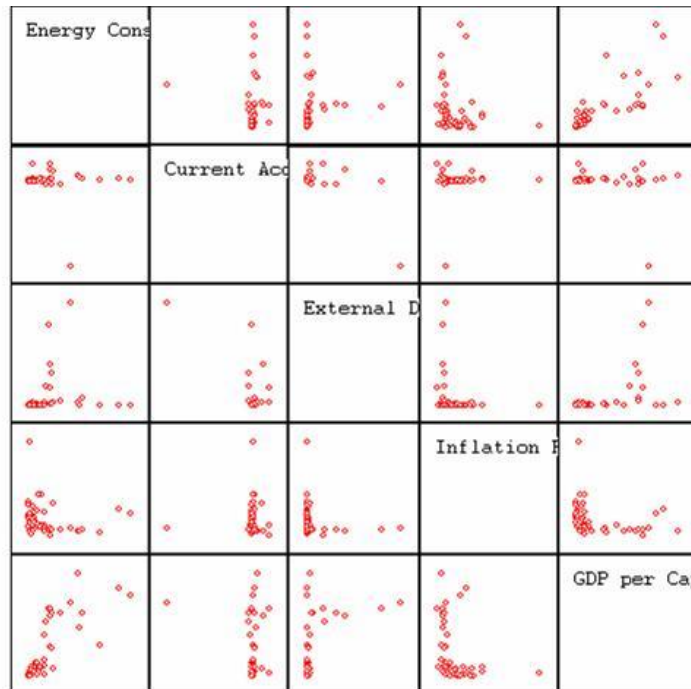 Energy Cons
Current Acc
External D
Inflation
GDP per Ca